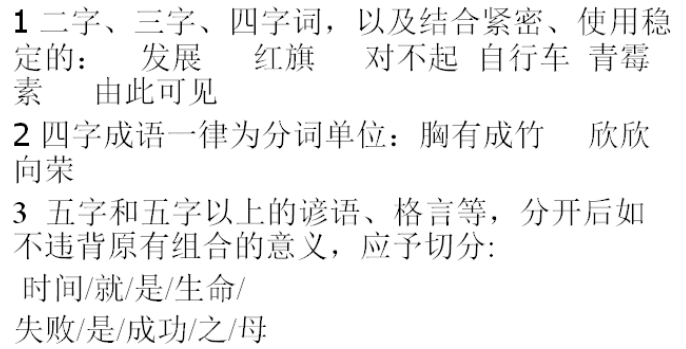 1 二字、三字、四字词，以及结合紧密、使用稳
定的： 发展 红旗 对不起 自行车 青霉
素 由此可见
2 四字成语一律为分词单位：胸有成竹 欣欣
向荣
3 五字和五字以上的谚语、格言等，分开后如
不违背原有组合的意义，应予切分:
时间/就/是/生命/
失败/是/成功/之/母